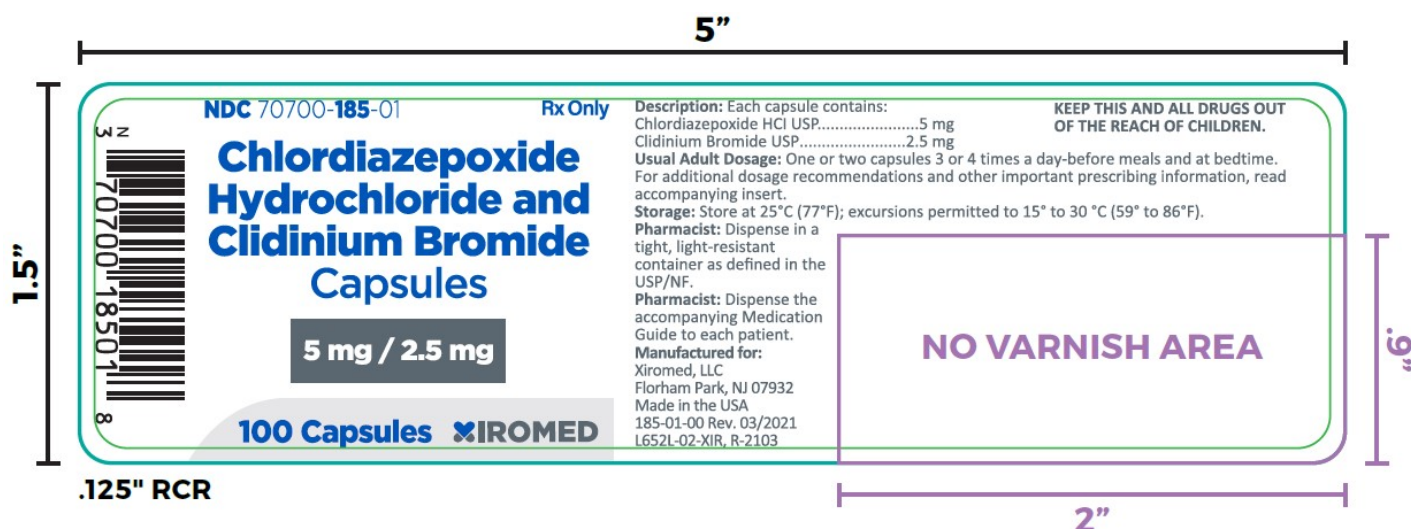 5”
1.5”
NDC 70700-185-01
Rx Only
N
3
70700 18501
8
Chlordiazepoxide
Hydrochloride and
Clidinium Bromide
Capsules
5 mg / 2.5 mg
100 Capsules
XIROMED
Description: Each capsule contains:
Chlordiazepoxide HCl USP.......................5 mg
Clidinium Bromide USP........................2.5 mg
KEEP THIS AND ALL DRUGS OUT
OF THE REACH OF CHILDREN.
Usual Adult Dosage: One or two capsules 3 or 4 times a day-before meals and at bedtime.
For additional dosage recommendations and other important prescribing information, read
accompanying insert.
Storage: Store at 25°C (77°F); excursions permitted to 15° to 30 °C (59° to 86°F).
Pharmacist: Dispense in a
tight, light-resistant
container as defined in the
USP/NF.
Pharmacist: Dispense the
accompanying Medication
Guide to each patient.
Manufactured for:
Xiromed, LLC
Florham Park, NJ 07932
Made in the USA
185-01-00 Rev. 03/2021
L652L-02-XIR, R-2103
NO VARNISH AREA
.9”
2”
.125" RCR